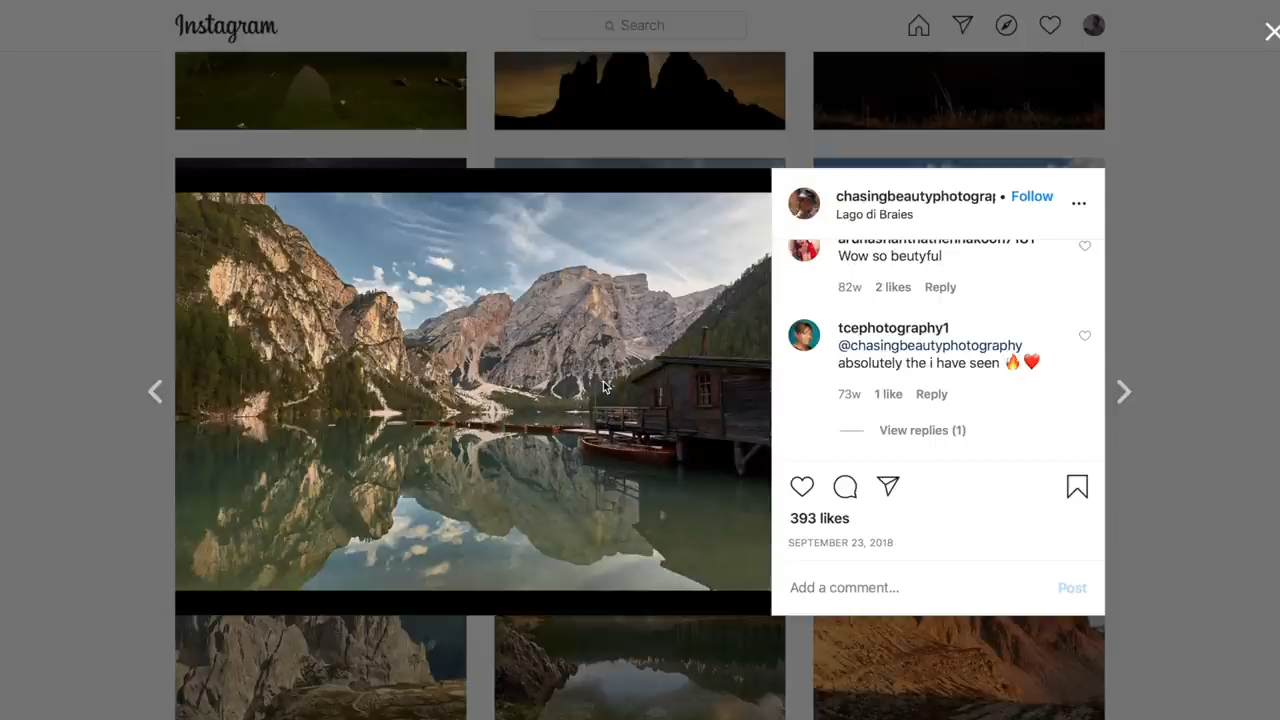 Instagram
Search
chasingbeautyphotograp • Follow
Lago di Braies
Wow so beutyful
82w 2 likes Reply
tcephotography1
@chasingbeautyphotography
absolutely the i have seen 🔥❤️
73w 1 like Reply
View replies (1)
393 likes
SEPTEMBER 23, 2018
Add a comment... Post